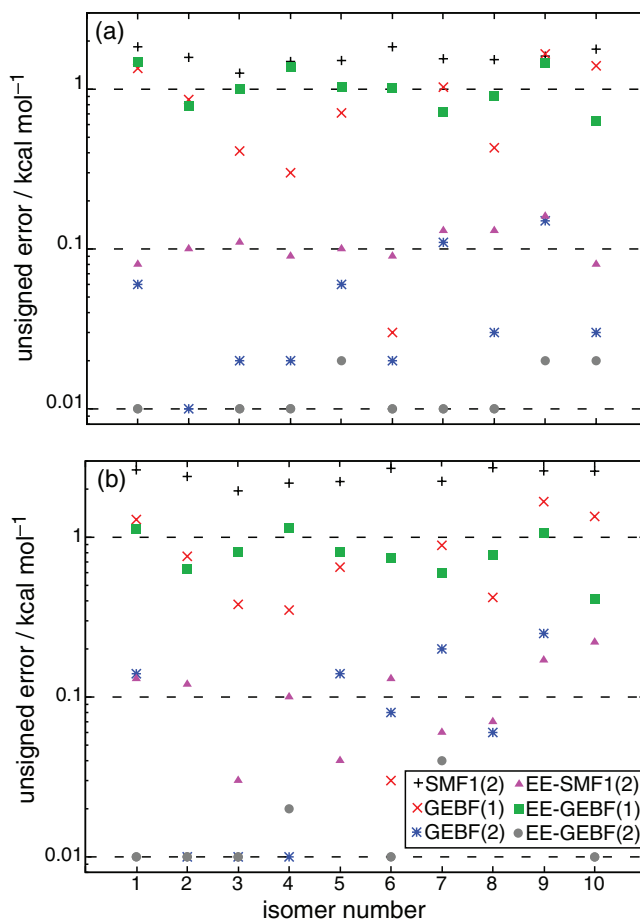 (a)
1
0.1
0.01
unsigned error / kcal mol⁻¹
(b)
1
0.1
0.01
unsigned error / kcal mol⁻¹
SMF1(2) EE-SMF1(2)
GEBF(1) EE-GEBF(1)
GEBF(2) EE-GEBF(2)
1 2 3 4 5 6 7 8 9 10
isomer number